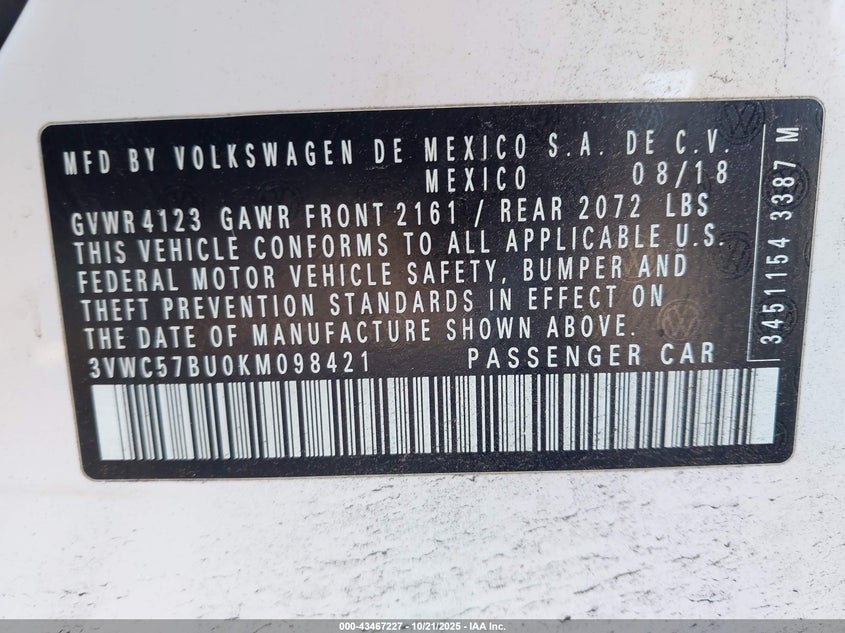 MFD BY VOLKSWAGEN DE MEXICO S.A. DE C.V.
MEXICO 08/18
GVWR 4123 GAWR FRONT 2161 / REAR 2072 LBS
THIS VEHICLE CONFORMS TO ALL APPLICABLE U.S.
FEDERAL MOTOR VEHICLE SAFETY, BUMPER AND
THEFT PREVENTION STANDARDS IN EFFECT ON
THE DATE OF MANUFACTURE SHOWN ABOVE.
3VWC57BU0KM098421 PASSENGER CAR
3451154 3387 M
000-43467227 - 10/21/2025 - IAA Inc.